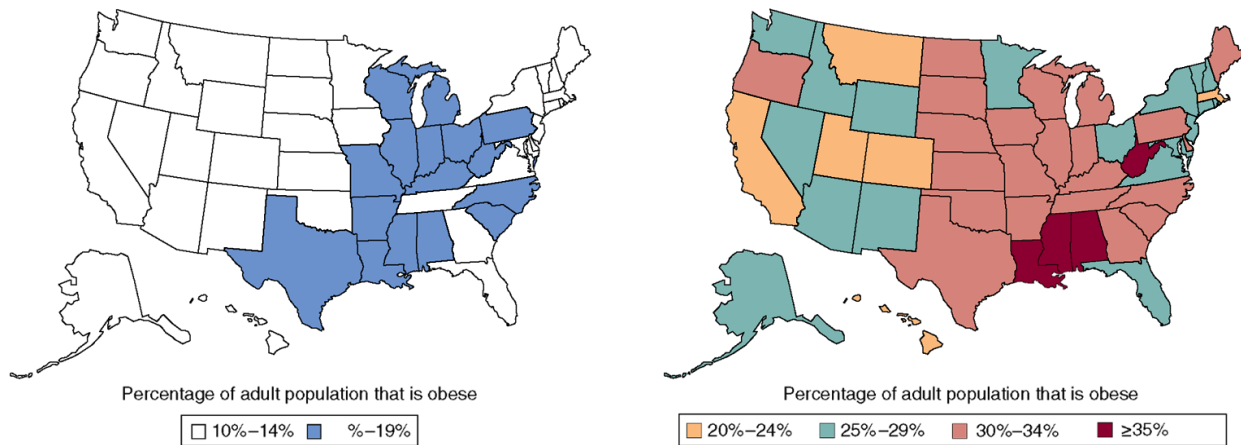 Percentage of adult population that is obese
10%–14% %–19%
Percentage of adult population that is obese
20%–24% 25%–29% 30%–34% ≥35%